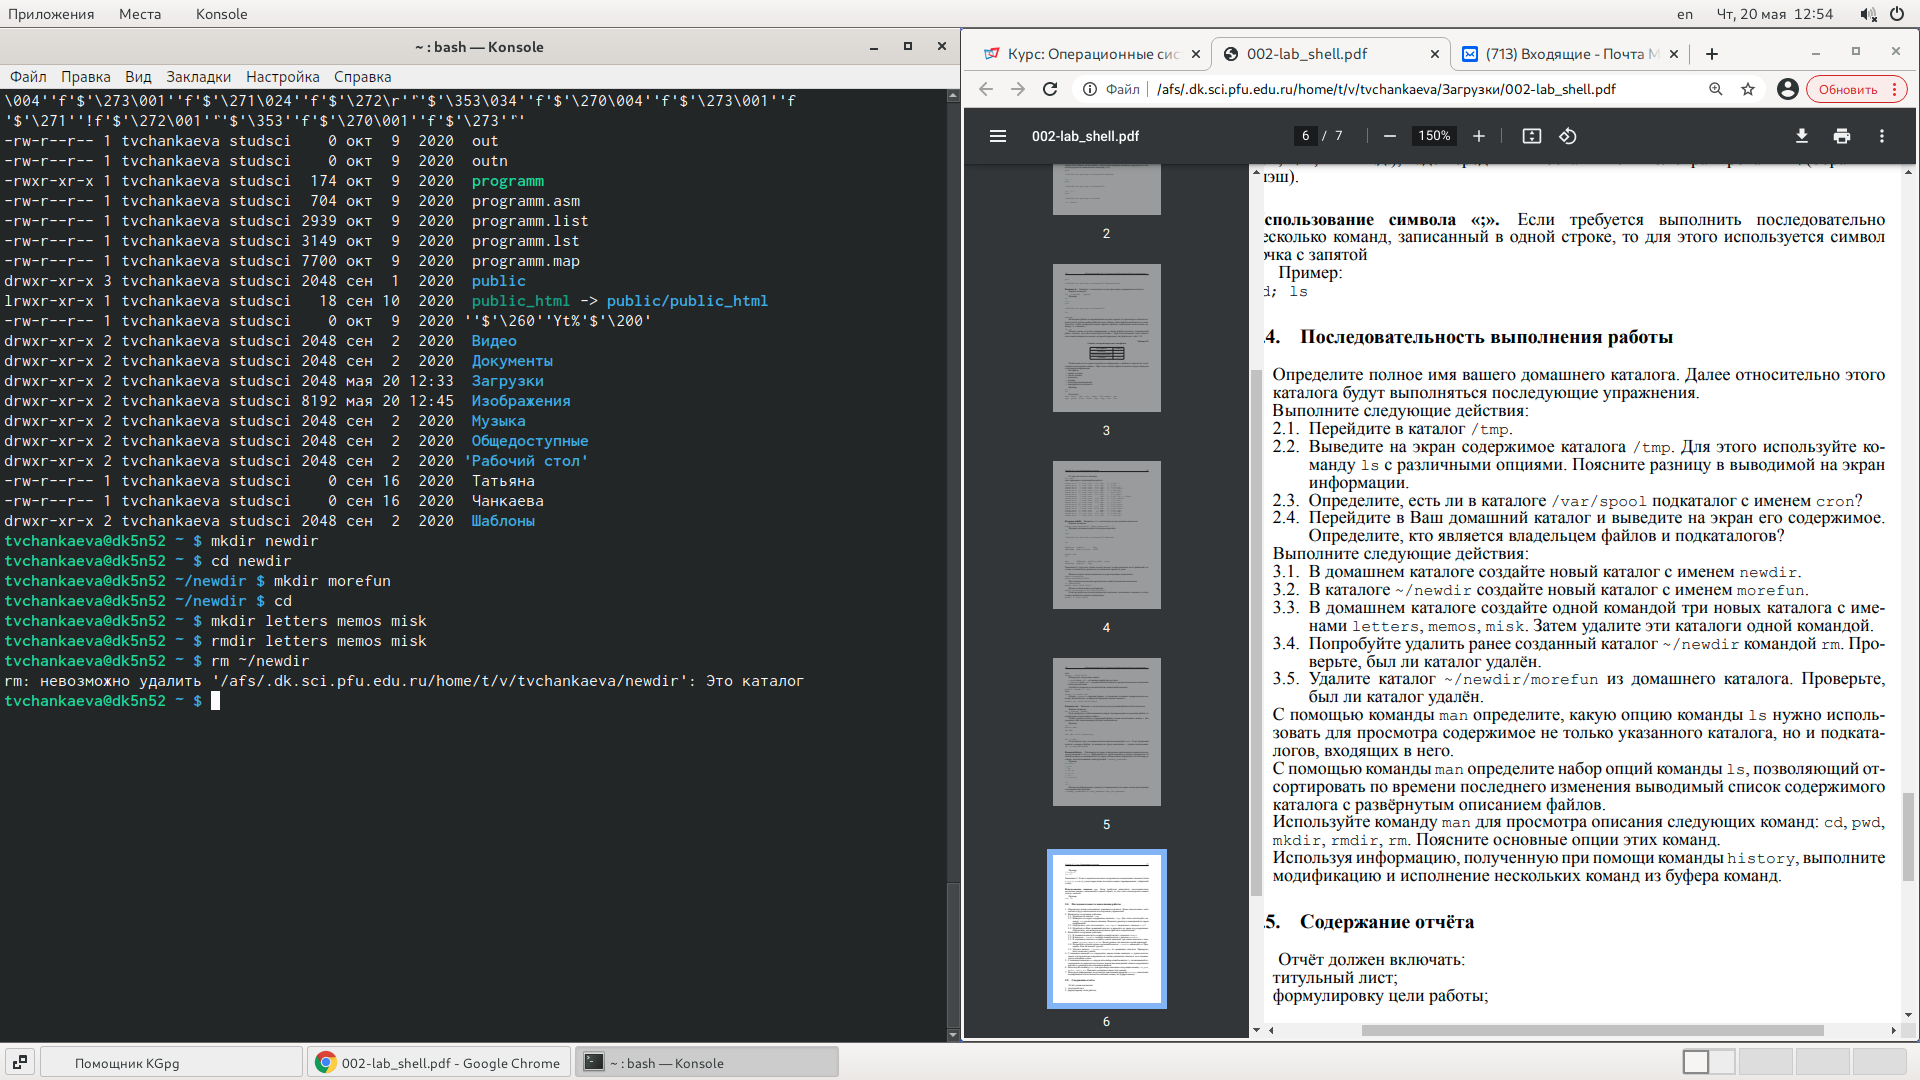 Приложения Места Konsole en Чт, 20 мая 12:54
~ : bash — Konsole
Файл Правка Вид Закладки Настройка Справка
\004''f'$'\273\001''f'$'\271\024''f'$'\272\r''"'$'\353\034''f'$'\270\004''f'$'\273\001''f
'$'\271''!f'$'\272\001''"'$'\353''f'$'\270\001''f'$'\273'"'
-rw-r--r-- 1 tvchankaeva studsci    0 окт  9  2020  out
-rw-r--r-- 1 tvchankaeva studsci    0 окт  9  2020  outn
-rwxr-xr-x 1 tvchankaeva studsci  174 окт  9  2020  programm
-rw-r--r-- 1 tvchankaeva studsci  704 окт  9  2020  programm.asm
-rw-r--r-- 1 tvchankaeva studsci 2939 окт  9  2020  programm.list
-rw-r--r-- 1 tvchankaeva studsci 3149 окт  9  2020  programm.lst
-rw-r--r-- 1 tvchankaeva studsci 7700 окт  9  2020  programm.map
drwxr-xr-x 3 tvchankaeva studsci 2048 сен  1  2020  public
lrwxr-xr-x 1 tvchankaeva studsci   18 сен 10  2020  public_html -> public/public_html
-rw-r--r-- 1 tvchankaeva studsci    0 окт  9  2020 ''$'\260''Yt%'$'\200'
drwxr-xr-x 2 tvchankaeva studsci 2048 сен  2  2020  Видео
drwxr-xr-x 2 tvchankaeva studsci 2048 сен  2  2020  Документы
drwxr-xr-x 2 tvchankaeva studsci 2048 мая 20 12:33  Загрузки
drwxr-xr-x 2 tvchankaeva studsci 8192 мая 20 12:45  Изображения
drwxr-xr-x 2 tvchankaeva studsci 2048 сен  2  2020  Музыка
drwxr-xr-x 2 tvchankaeva studsci 2048 сен  2  2020  Общедоступные
drwxr-xr-x 2 tvchankaeva studsci 2048 сен  2  2020 'Рабочий стол'
-rw-r--r-- 1 tvchankaeva studsci    0 сен 16  2020  Татьяна
-rw-r--r-- 1 tvchankaeva studsci    0 сен 16  2020  Чанкаева
drwxr-xr-x 2 tvchankaeva studsci 2048 сен  2  2020  Шаблоны
tvchankaeva@dk5n52 ~ $ mkdir newdir
tvchankaeva@dk5n52 ~ $ cd newdir
tvchankaeva@dk5n52 ~/newdir $ mkdir morefun
tvchankaeva@dk5n52 ~/newdir $ cd
tvchankaeva@dk5n52 ~ $ mkdir letters memos misk
tvchankaeva@dk5n52 ~ $ rmdir letters memos misk
tvchankaeva@dk5n52 ~ $ rm ~/newdir
rm: невозможно удалить '/afs/.dk.sci.pfu.edu.ru/home/t/v/tvchankaeva/newdir': Это каталог
tvchankaeva@dk5n52 ~ $
Курс: Операционные сис 002-lab_shell.pdf (713) Входящие - Почта M
Файл /afs/.dk.sci.pfu.edu.ru/home/t/v/tvchankaeva/Загрузки/002-lab_shell.pdf Обновить
002-lab_shell.pdf 6 / 7 150%
2
3
4
5
6
пэш).
спользование символа «;». Если требуется выполнить последовательно
есколько команд, записанный в одной строке, то для этого используется символ
очка с запятой
Пример:
d; ls
.4. Последовательность выполнения работы
Определите полное имя вашего домашнего каталога. Далее относительно этого
каталога будут выполняться последующие упражнения.
Выполните следующие действия:
2.1. Перейдите в каталог /tmp.
2.2. Выведите на экран содержимое каталога /tmp. Для этого используйте ко-
манду ls с различными опциями. Поясните разницу в выводимой на экран
информации.
2.3. Определите, есть ли в каталоге /var/spool подкаталог с именем cron?
2.4. Перейдите в Ваш домашний каталог и выведите на экран его содержимое.
Определите, кто является владельцем файлов и подкаталогов?
Выполните следующие действия:
3.1. В домашнем каталоге создайте новый каталог с именем newdir.
3.2. В каталоге ~/newdir создайте новый каталог с именем morefun.
3.3. В домашнем каталоге создайте одной командой три новых каталога с име-
нами letters, memos, misk. Затем удалите эти каталоги одной командой.
3.4. Попробуйте удалить ранее созданный каталог ~/newdir командой rm. Про-
верьте, был ли каталог удалён.
3.5. Удалите каталог ~/newdir/morefun из домашнего каталога. Проверьте,
был ли каталог удалён.
С помощью команды man определите, какую опцию команды ls нужно исполь-
зовать для просмотра содержимое не только указанного каталога, но и подката-
логов, входящих в него.
С помощью команды man определите набор опций команды ls, позволяющий от-
сортировать по времени последнего изменения выводимый список содержимого
каталога с развёрнутым описанием файлов.
Используйте команду man для просмотра описания следующих команд: cd, pwd,
mkdir, rmdir, rm. Поясните основные опции этих команд.
Используя информацию, полученную при помощи команды history, выполните
модификацию и исполнение нескольких команд из буфера команд.
.5. Содержание отчёта
Отчёт должен включать:
титульный лист;
формулировку цели работы;
Помощник KGpg 002-lab_shell.pdf - Google Chrome ~ : bash — Konsole